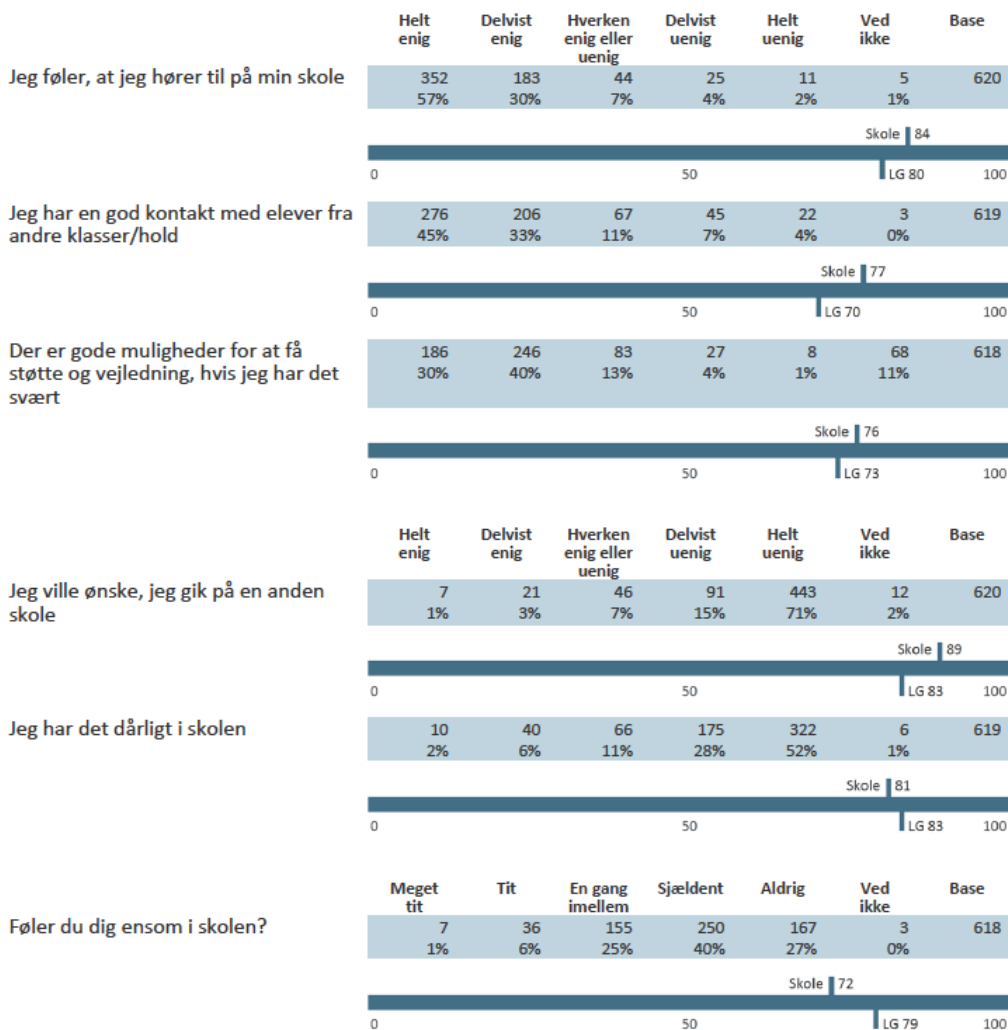 Helt enig Delvist enig Hverken enig eller uenig Delvist uenig Helt uenig Ved ikke Base
Jeg føler, at jeg hører til på min skole 352 183 44 25 11 5 620
57% 30% 7% 4% 2% 1%
Skole 84
0 50 LG 80 100
Jeg har en god kontakt med elever fra 276 206 67 45 22 3 619
andre klasser/hold 45% 33% 11% 7% 4% 0%
Skole 77
0 50 LG 70 100
Der er gode muligheder for at få 186 246 83 27 8 68 618
støtte og vejledning, hvis jeg har det 30% 40% 13% 4% 1% 11%
svært
Skole 76
0 50 LG 73 100
Helt enig Delvist enig Hverken enig eller uenig Delvist uenig Helt uenig Ved ikke Base
Jeg ville ønske, jeg gik på en anden 7 21 46 91 443 12 620
skole 1% 3% 7% 15% 71% 2%
Skole 89
0 50 LG 83 100
Jeg har det dårligt i skolen 10 40 66 175 322 6 619
2% 6% 11% 28% 52% 1%
Skole 81
0 50 LG 83 100
Meget tit Tit En gang imellem Sjældent Aldrig Ved ikke Base
Føler du dig ensom i skolen? 7 36 155 250 167 3 618
1% 6% 25% 40% 27% 0%
Skole 72
0 50 LG 79 100